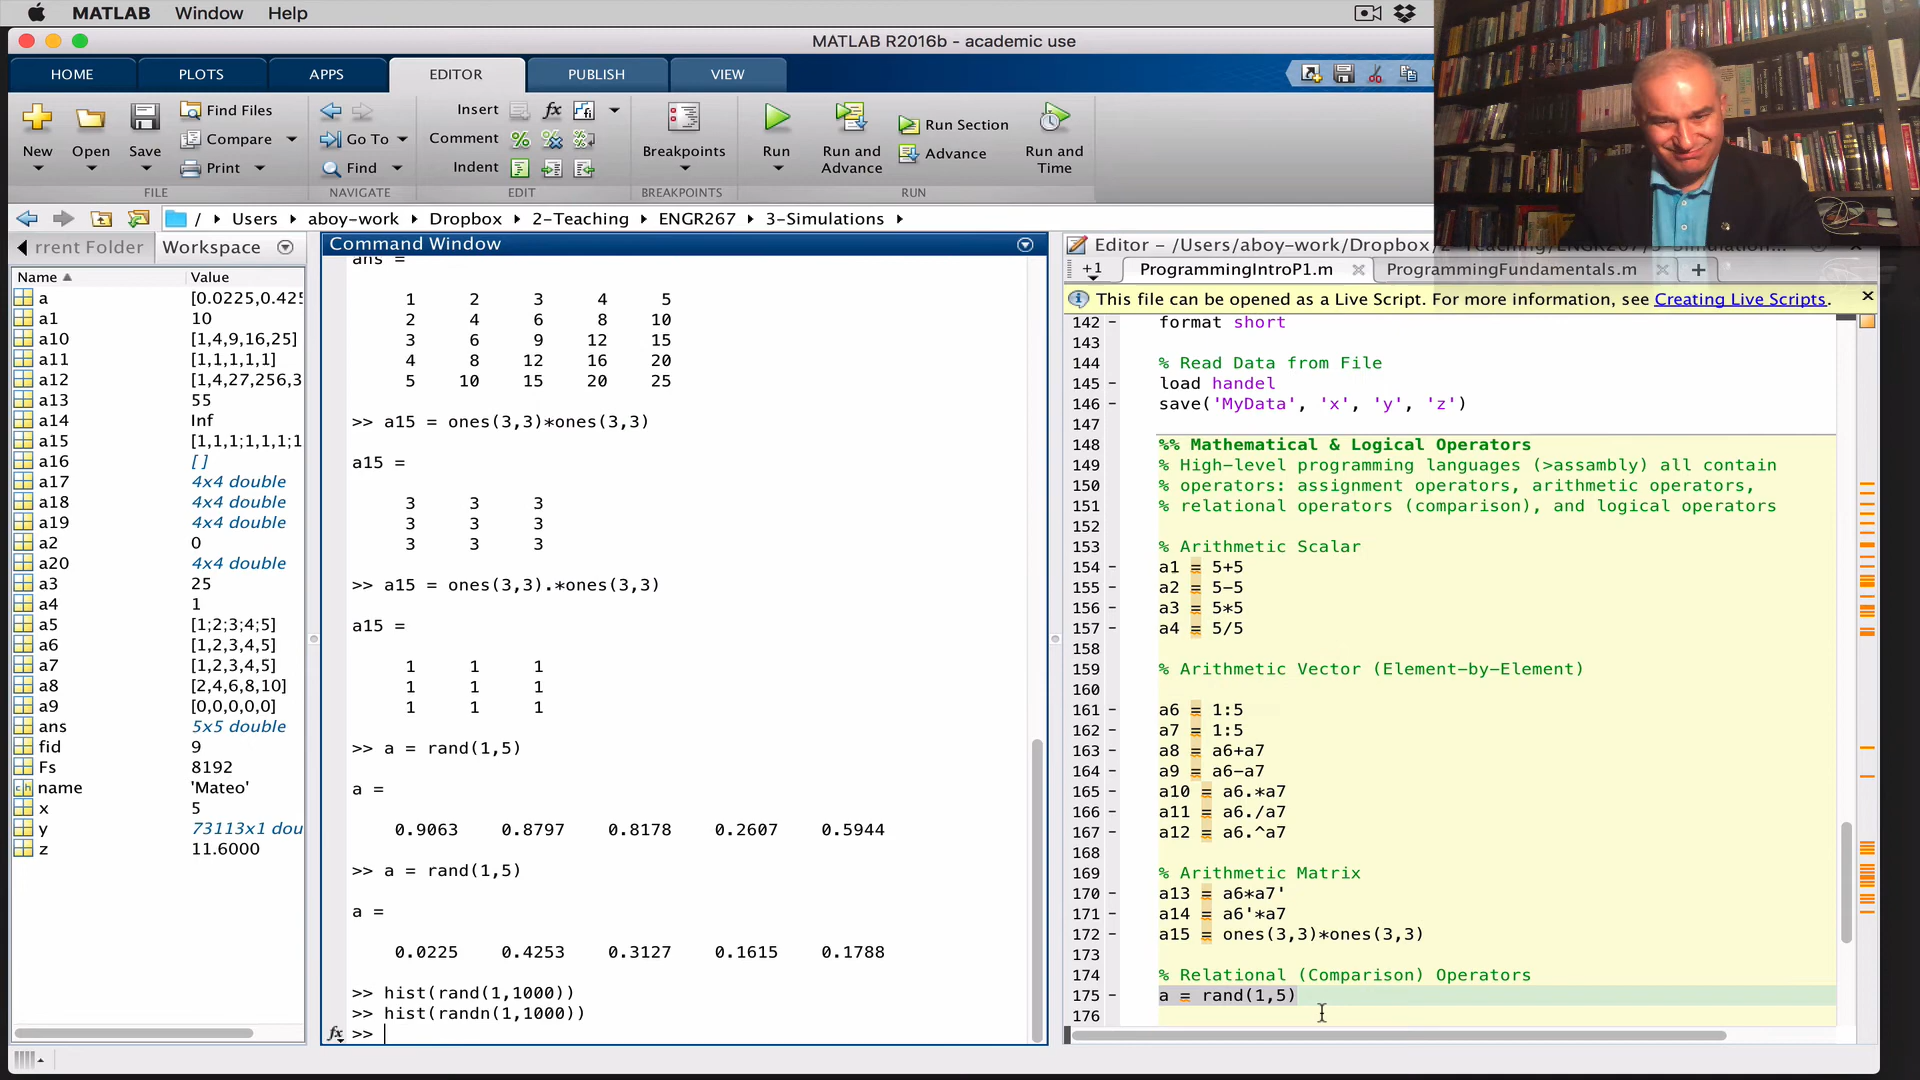 MATLAB Window Help
MATLAB R2016b - academic use
HOME PLOTS APPS EDITOR PUBLISH VIEW
New
Open
Save
Find Files
Compare
Print
FILE
Go To
Find
NAVIGATE
Insert
Comment
Indent
EDIT
Breakpoints
BREAKPOINTS
Run
Run and
Advance
Run Section
Advance
Run and
Time
RUN
/ Users aboy-work Dropbox 2-Teaching ENGR267 3-Simulations
rrent Folder Workspace
Name Value
a [0.0225,0.425
a1 10
a10 [1,4,9,16,25]
a11 [1,1,1,1,1]
a12 [1,4,27,256,3
a13 55
a14 Inf
a15 [1,1,1;1,1,1;1
a16 []
a17 4x4 double
a18 4x4 double
a19 4x4 double
a2 0
a20 4x4 double
a3 25
a4 1
a5 [1;2;3;4;5]
a6 [1,2,3,4,5]
a7 [1,2,3,4,5]
a8 [2,4,6,8,10]
a9 [0,0,0,0,0]
ans 5x5 double
fid 9
Fs 8192
name 'Mateo'
x 5
y 73113x1 dou
z 11.6000
Command Window
ans =
1 2 3 4 5
2 4 6 8 10
3 6 9 12 15
4 8 12 16 20
5 10 15 20 25
>> a15 = ones(3,3)*ones(3,3)
a15 =
3 3 3
3 3 3
3 3 3
>> a15 = ones(3,3).*ones(3,3)
a15 =
1 1 1
1 1 1
1 1 1
>> a = rand(1,5)
a =
0.9063 0.8797 0.8178 0.2607 0.5944
>> a = rand(1,5)
a =
0.0225 0.4253 0.3127 0.1615 0.1788
>> hist(rand(1,1000))
>> hist(randn(1,1000))
fx >>
Editor - /Users/aboy-work/Dropbox/2-Teaching/ENGR267/3-Simulation...
+1 ProgrammingIntroP1.m ProgrammingFundamentals.m +
This file can be opened as a Live Script. For more information, see Creating Live Scripts.
142 - format short
143
144 % Read Data from File
145 - load handel
146 - save('MyData', 'x', 'y', 'z')
147
148 %% Mathematical & Logical Operators
149 % High-level programming languages (>assambly) all contain
150 % operators: assignment operators, arithmetic operators,
151 % relational operators (comparison), and logical operators
152
153 % Arithmetic Scalar
154 - a1 = 5+5
155 - a2 = 5-5
156 - a3 = 5*5
157 - a4 = 5/5
158
159 % Arithmetic Vector (Element-by-Element)
160
161 - a6 = 1:5
162 - a7 = 1:5
163 - a8 = a6+a7
164 - a9 = a6-a7
165 - a10 = a6.*a7
166 - a11 = a6./a7
167 - a12 = a6.^a7
168
169 % Arithmetic Matrix
170 - a13 = a6*a7'
171 - a14 = a6'*a7
172 - a15 = ones(3,3)*ones(3,3)
173
174 % Relational (Comparison) Operators
175 - a = rand(1,5)
176